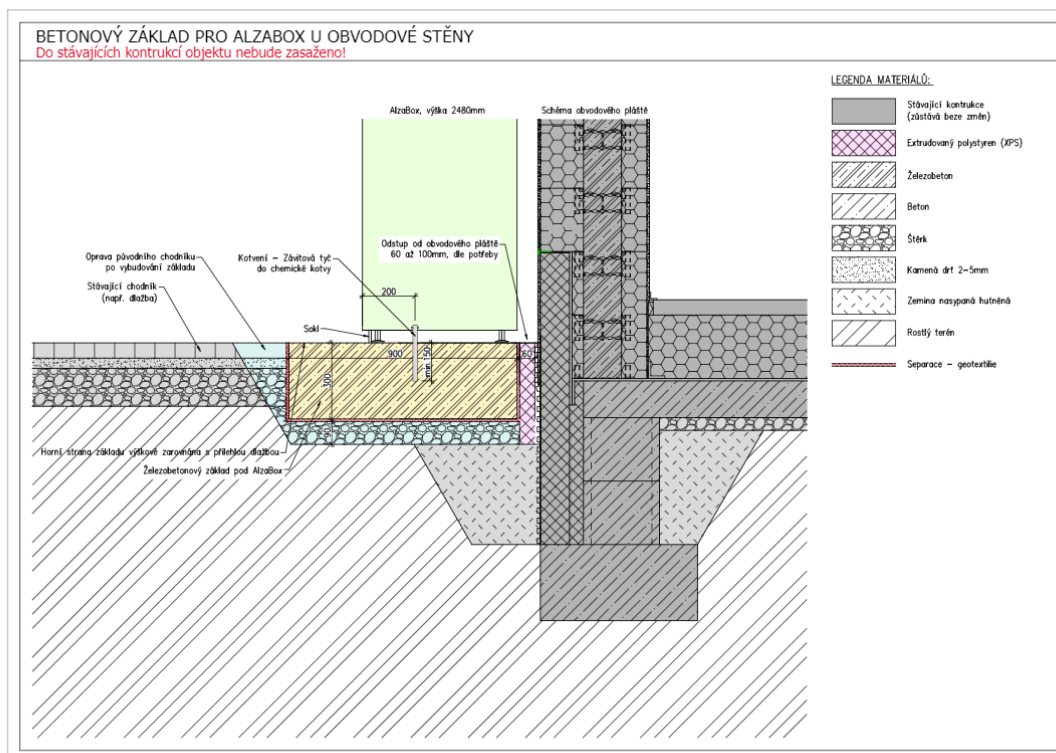 BETONOVÝ ZÁKLAD PRO ALZABOX U OBVODOVÉ STĚNY
Do stávajících kontrukcí objektu nebude zasaženo!
AlzaBox, výška 2480mm
Schéma obvodového pláště
Oprava původního chodníku
po vybudování základu
Stávající chodník
(např. dlažba)
Kotvení – Závitová tyč
do chemické kotvy
Odstup od obvodového pláště
60 až 100mm, dle potřeby
200
Sokl
900
min.150
60
300
90
Horní strana základu výškově zarovnána s přilehlou dlažbou
Železobetonový základ pod AlzaBox
LEGENDA MATERIÁLŮ:
Stávající kontrukce
(zůstává beze změn)
Extrudovaný polystyren (XPS)
Železobeton
Beton
Štěrk
Kamená drť 2–5mm
Zemina nasypaná hutněná
Rostlý terén
Separace – geotextilie